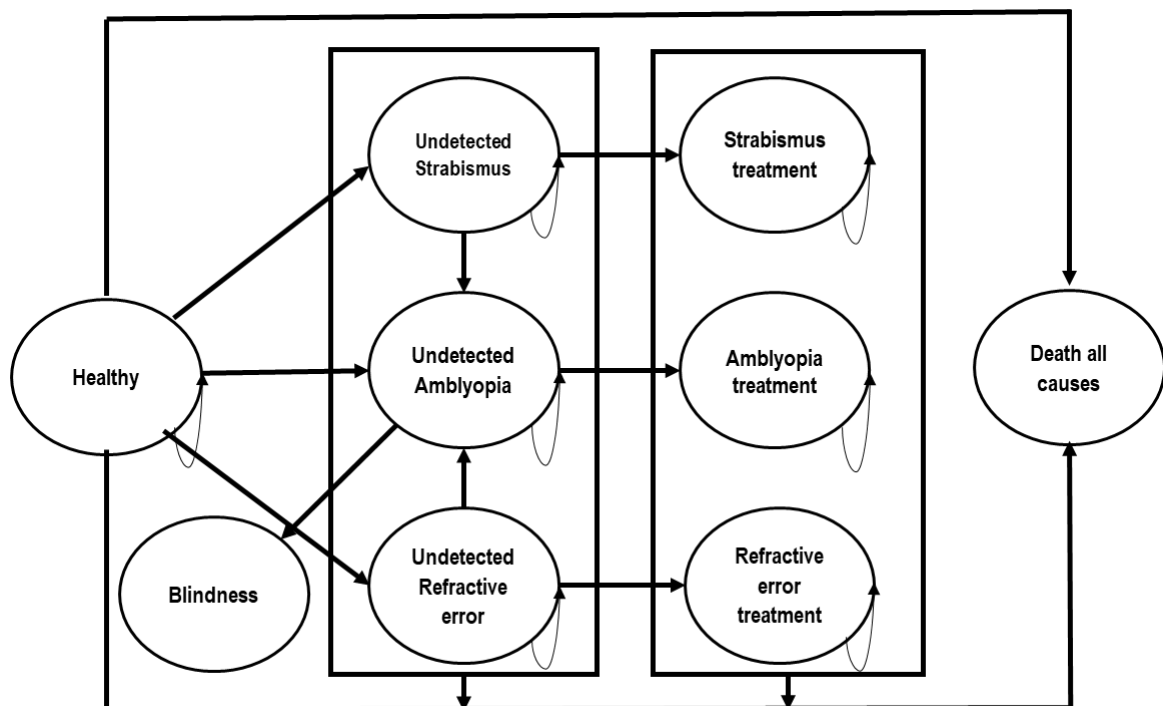 Undetected
Strabismus
Strabismus
treatment
Healthy
Undetected
Amblyopia
Amblyopia
treatment
Death all
causes
Blindness
Undetected
Refractive
error
Refractive
error
treatment